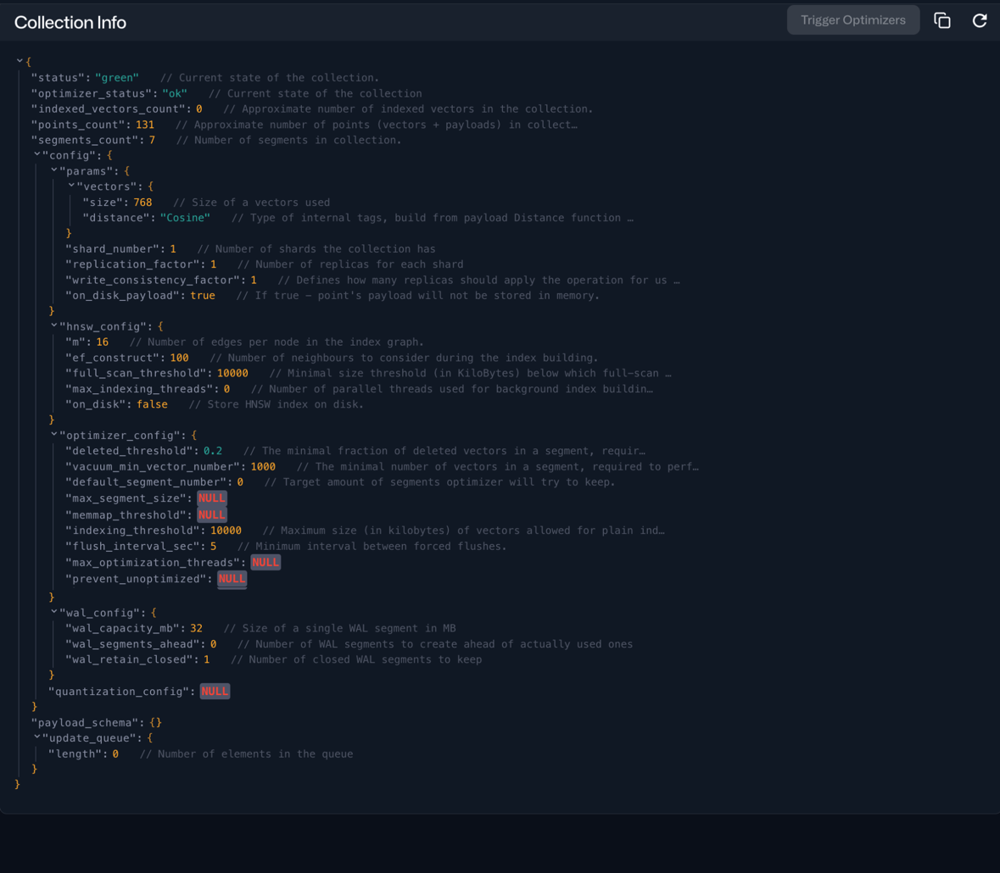 Collection Info
Trigger Optimizers
{
"status": "green" // Current state of the collection.
"optimizer_status": "ok" // Current state of the collection
"indexed_vectors_count": 0 // Approximate number of indexed vectors in the collection.
"points_count": 131 // Approximate number of points (vectors + payloads) in collect…
"segments_count": 7 // Number of segments in collection.
"config": {
"params": {
"vectors": {
"size": 768 // Size of a vectors used
"distance": "Cosine" // Type of internal tags, build from payload Distance function …
}
"shard_number": 1 // Number of shards the collection has
"replication_factor": 1 // Number of replicas for each shard
"write_consistency_factor": 1 // Defines how many replicas should apply the operation for us …
"on_disk_payload": true // If true – point's payload will not be stored in memory.
}
"hnsw_config": {
"m": 16 // Number of edges per node in the index graph.
"ef_construct": 100 // Number of neighbours to consider during the index building.
"full_scan_threshold": 10000 // Minimal size threshold (in KiloBytes) below which full-scan …
"max_indexing_threads": 0 // Number of parallel threads used for background index buildin…
"on_disk": false // Store HNSW index on disk.
}
"optimizer_config": {
"deleted_threshold": 0.2 // The minimal fraction of deleted vectors in a segment, requir…
"vacuum_min_vector_number": 1000 // The minimal number of vectors in a segment, required to perf…
"default_segment_number": 0 // Target amount of segments optimizer will try to keep.
"max_segment_size": NULL
"memmap_threshold": NULL
"indexing_threshold": 10000 // Maximum size (in kilobytes) of vectors allowed for plain ind…
"flush_interval_sec": 5 // Minimum interval between forced flushes.
"max_optimization_threads": NULL
"prevent_unoptimized": NULL
}
"wal_config": {
"wal_capacity_mb": 32 // Size of a single WAL segment in MB
"wal_segments_ahead": 0 // Number of WAL segments to create ahead of actually used ones
"wal_retain_closed": 1 // Number of closed WAL segments to keep
}
"quantization_config": NULL
}
"payload_schema": {}
"update_queue": {
"length": 0 // Number of elements in the queue
}
}